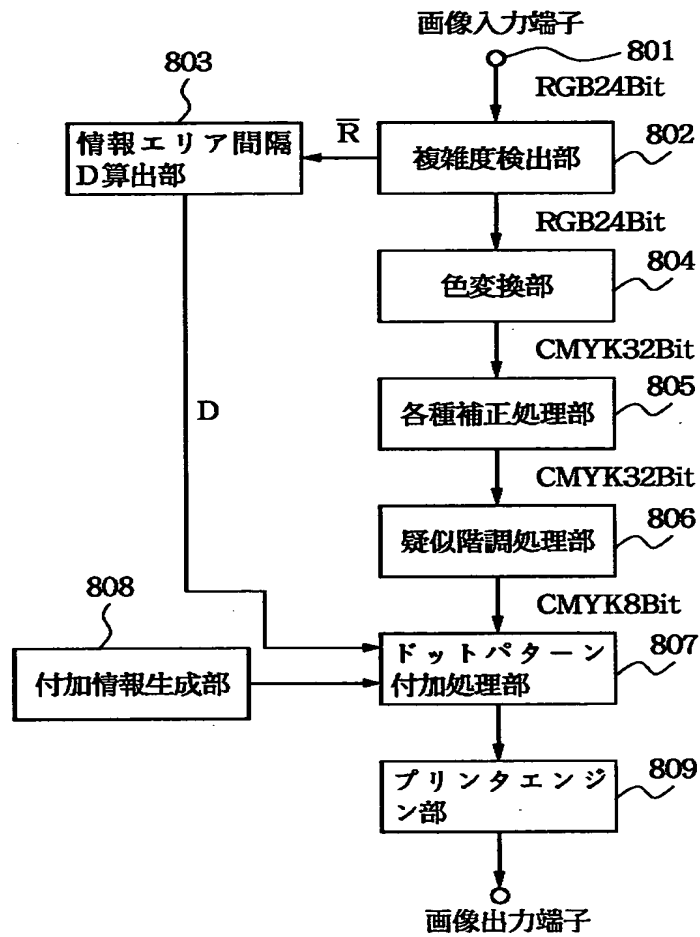 画像入力端子
801
RGB24Bit
803
情報エリア間隔
D算出部
R̅
複雑度検出部
802
RGB24Bit
804
色変換部
CMYK32Bit
805
各種補正処理部
D
CMYK32Bit
806
疑似階調処理部
CMYK8Bit
808
付加情報生成部
ドットパターン
付加処理部
807
プリンタエンジ
ン部
809
画像出力端子